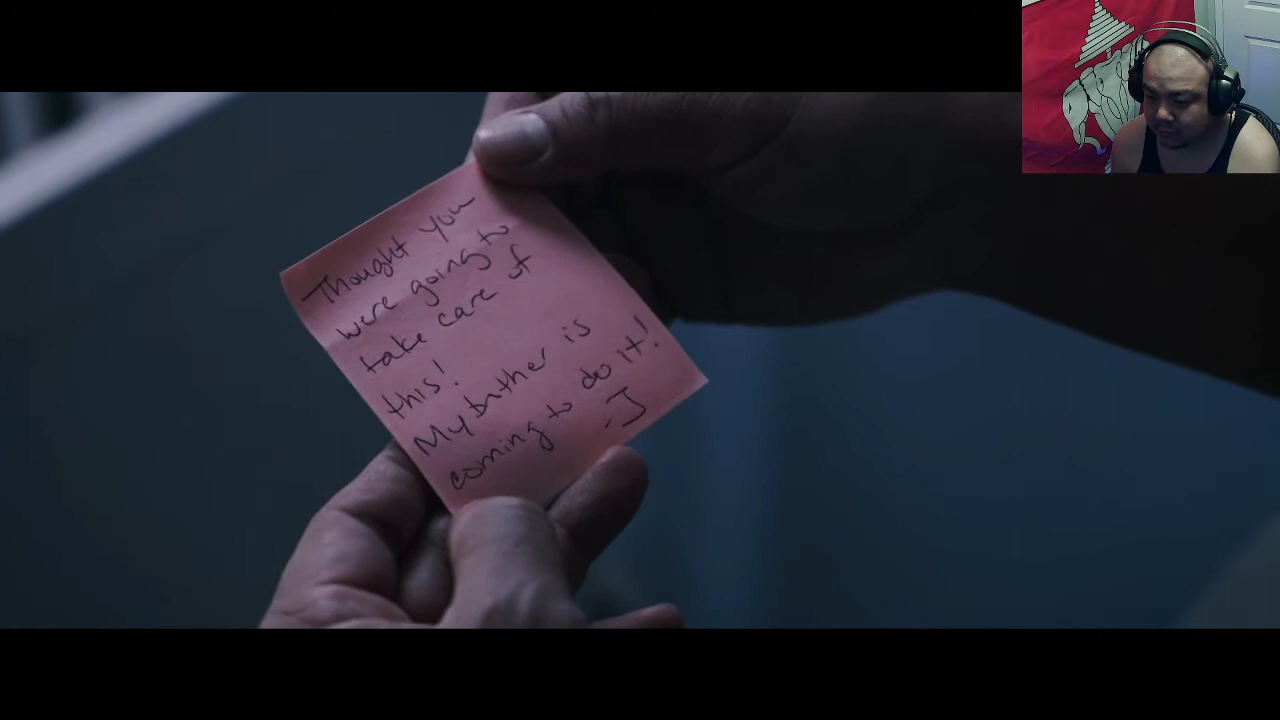 Thought you
were going to
take care of
this!
My brother is
coming to do it!
-J